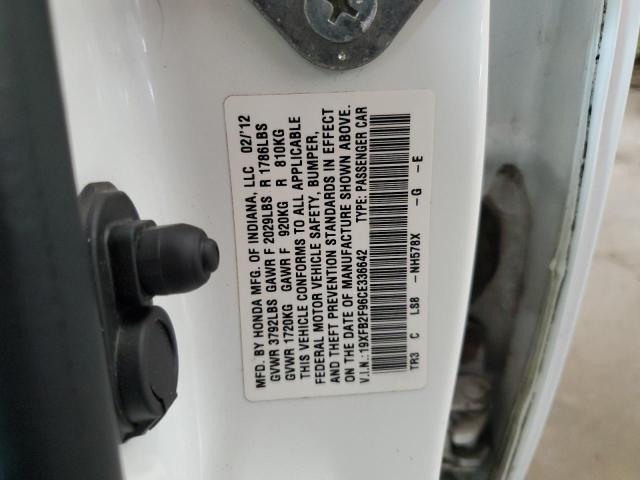 MFD. BY HONDA MFG. OF INDIANA, LLC 02/'12
GVWR 3792LBS GAWR F 2029LBS R 1786LBS
GVWR 1720KG GAWR F 920KG R 810KG
THIS VEHICLE CONFORMS TO ALL APPLICABLE
FEDERAL MOTOR VEHICLE SAFETY, BUMPER,
AND THEFT PREVENTION STANDARDS IN EFFECT
ON THE DATE OF MANUFACTURE SHOWN ABOVE.
V.I.N.:19XFB2F96CE336642 TYPE: PASSENGER CAR
TR3 C LS8 -NH578X -G -E